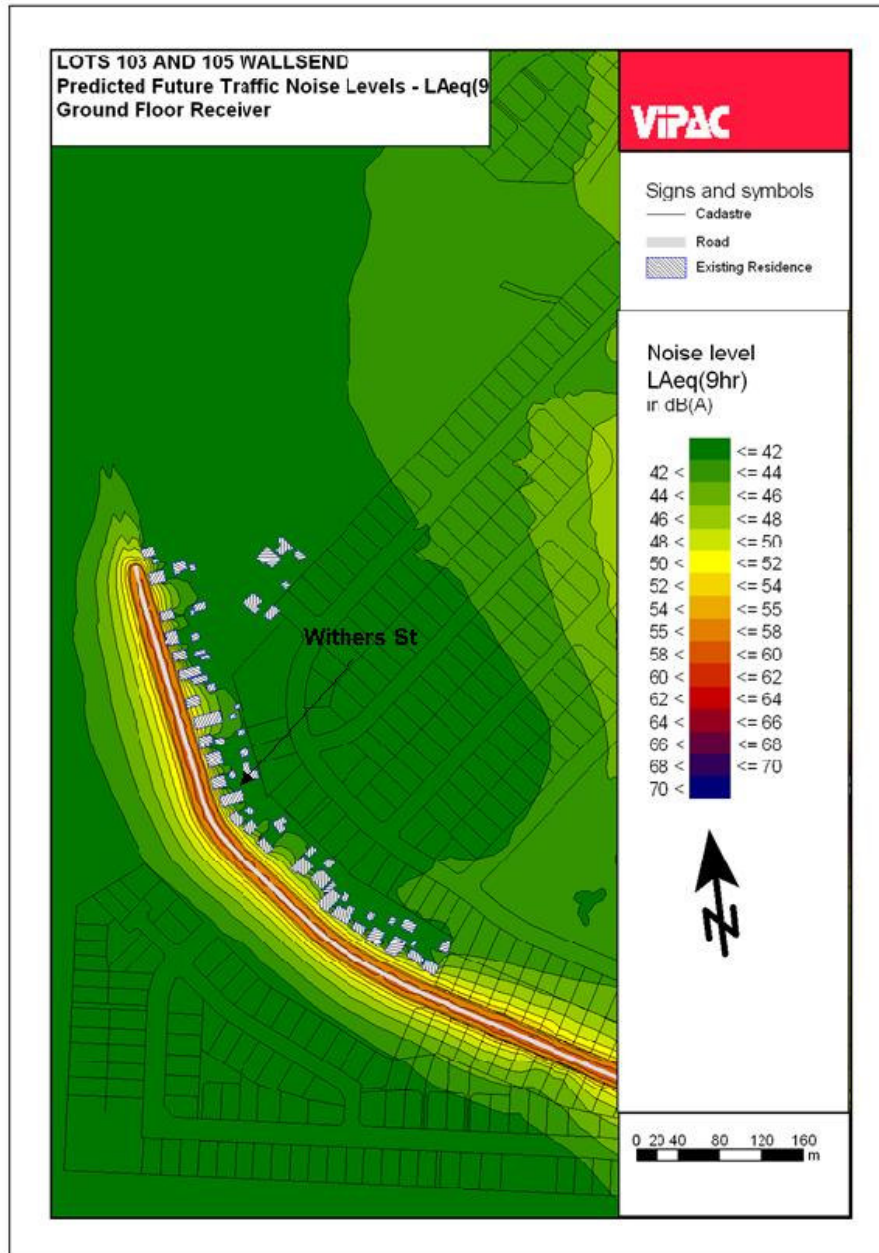 LOTS 103 AND 105 WALLSEND
Predicted Future Traffic Noise Levels - LAeq(9
Ground Floor Receiver
ViPAC
Signs and symbols
Cadastre
Road
Existing Residence
Noise level
LAeq(9hr)
in dB(A)
<= 42
42 < <= 44
44 < <= 46
46 < <= 48
48 < <= 50
50 < <= 52
52 < <= 54
54 < <= 55
55 < <= 58
58 < <= 60
60 < <= 62
62 < <= 64
64 < <= 66
66 < <= 68
68 < <= 70
70 <
Withers St
N
0 20 40 80 120 160
m